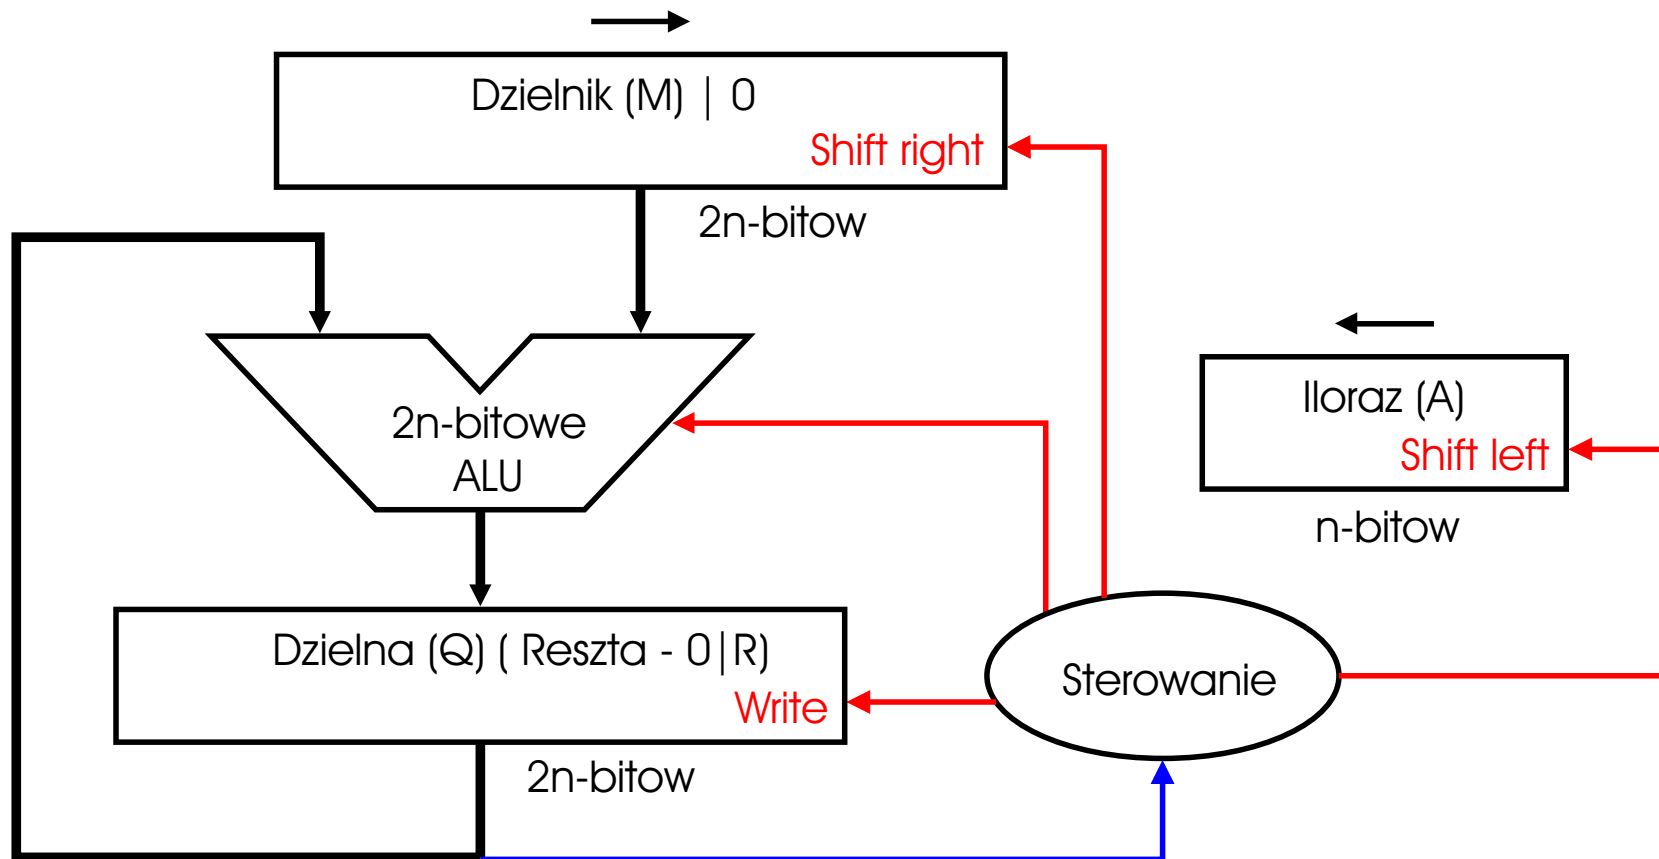 Dzielnik (M) | 0
Shift right
2n-bitow
2n-bitowe
ALU
Iloraz (A)
Shift left
n-bitow
Dzielna (Q) ( Reszta - 0|R)
Write
Sterowanie
2n-bitow